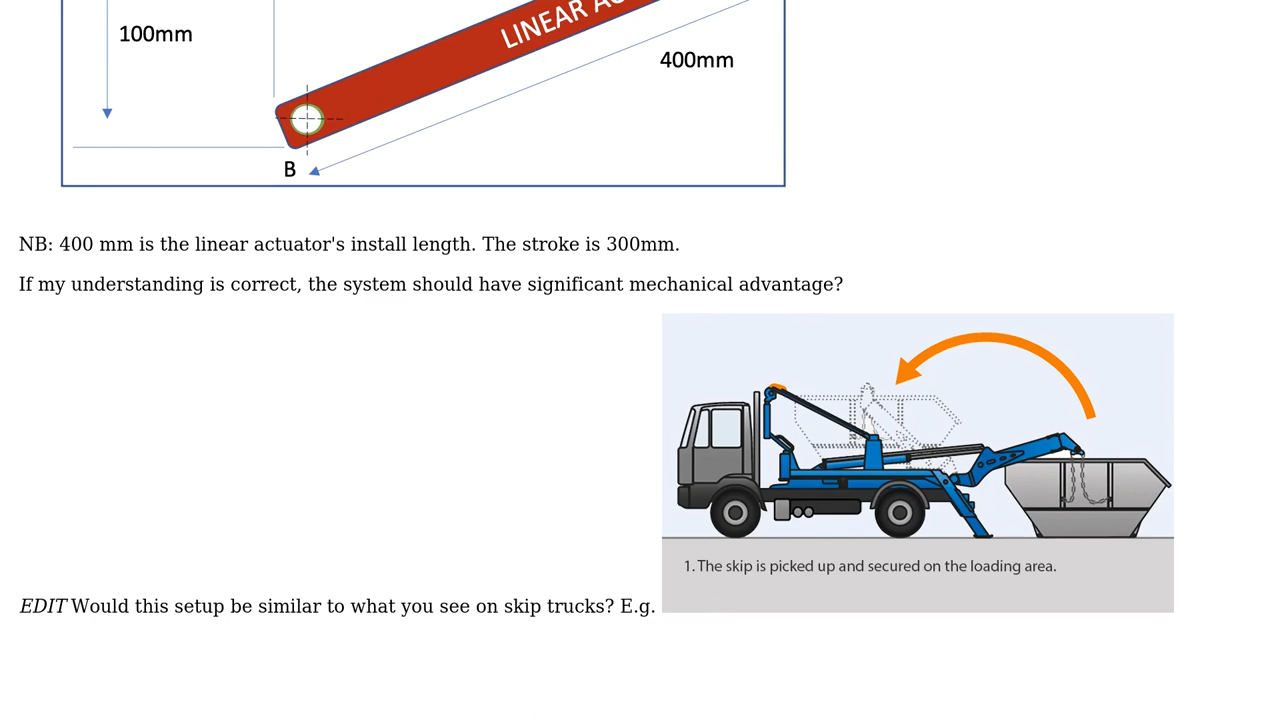 100mm
LINEAR
400mm
B
NB: 400 mm is the linear actuator's install length. The stroke is 300mm.
If my understanding is correct, the system should have significant mechanical advantage?
1. The skip is picked up and secured on the loading area.
EDIT Would this setup be similar to what you see on skip trucks? E.g.